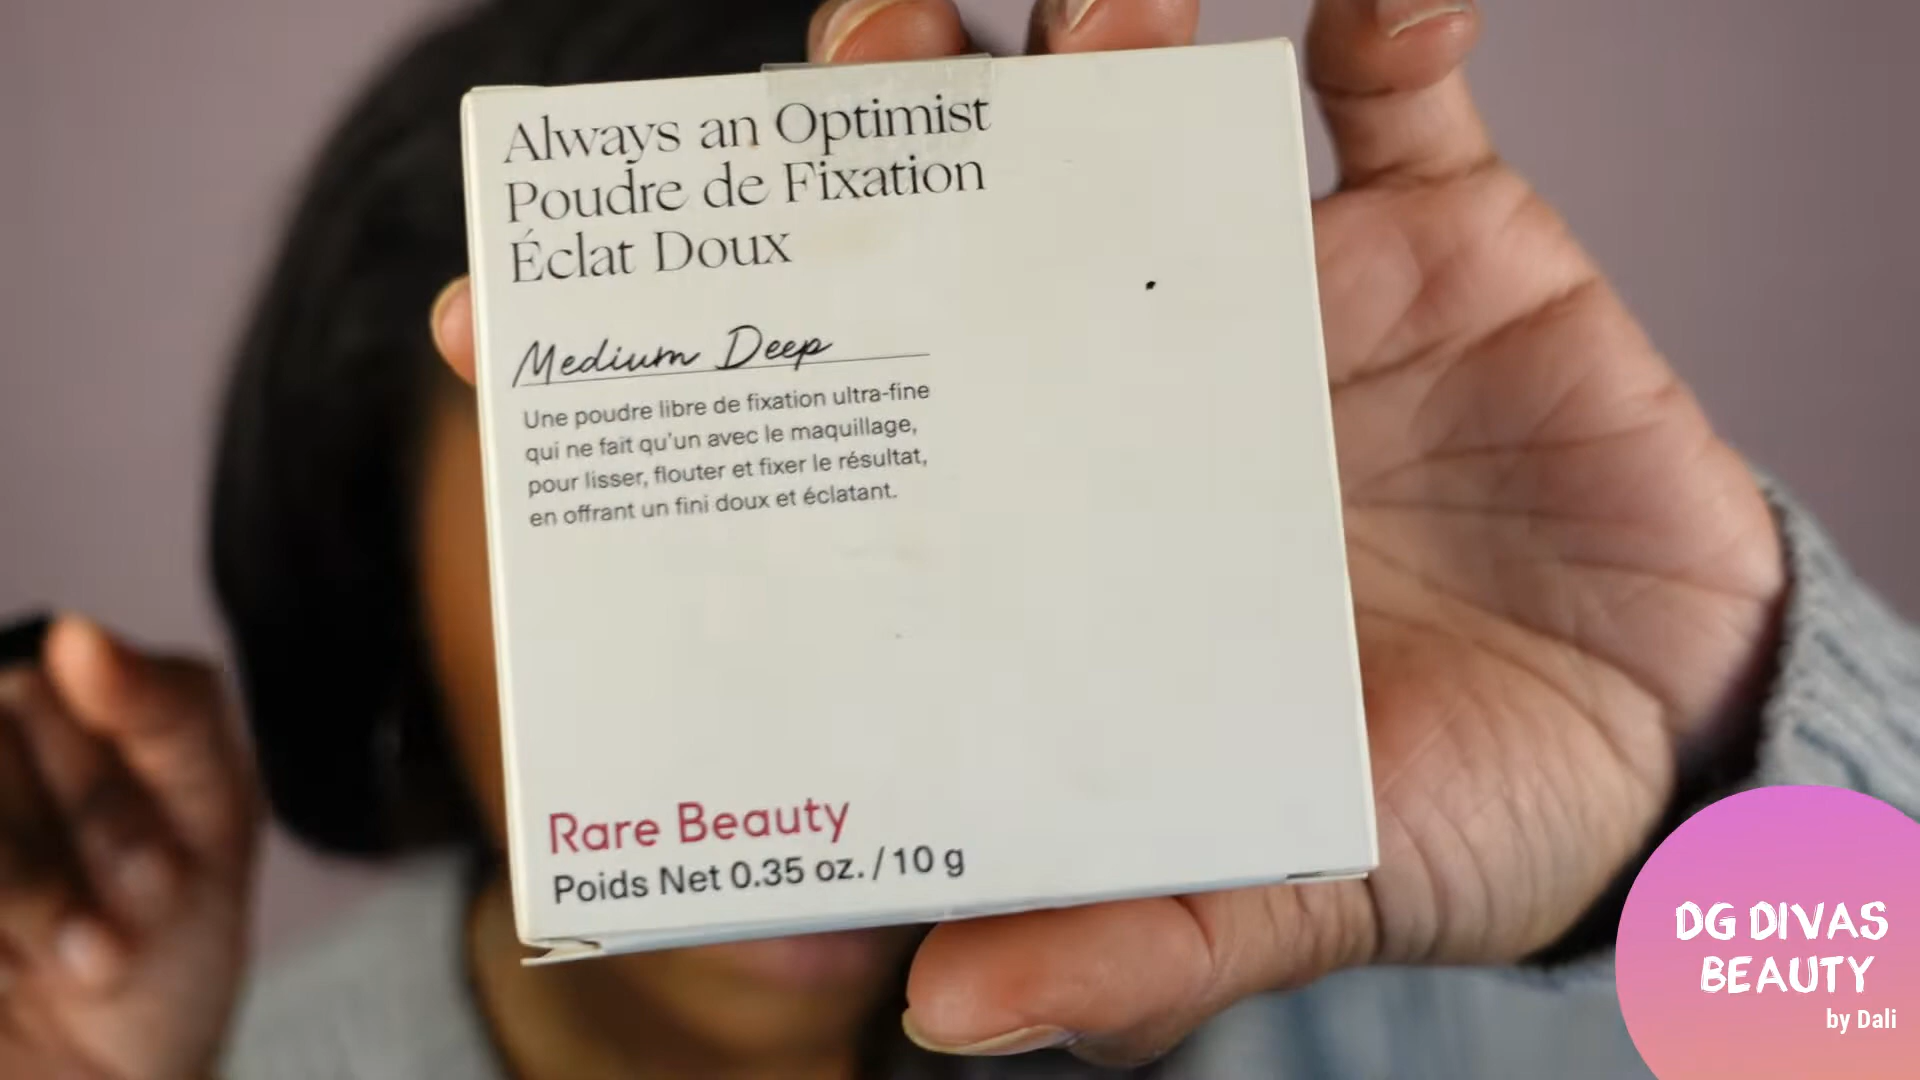 Always an Optimist
Poudre de Fixation
Éclat Doux
Medium Deep
Une poudre libre de fixation ultra-fine
qui ne fait qu'un avec le maquillage,
pour lisser, flouter et fixer le résultat,
en offrant un fini doux et éclatant.
Rare Beauty
Poids Net 0.35 oz. / 10 g
DG DIVAS
BEAUTY
by Dali